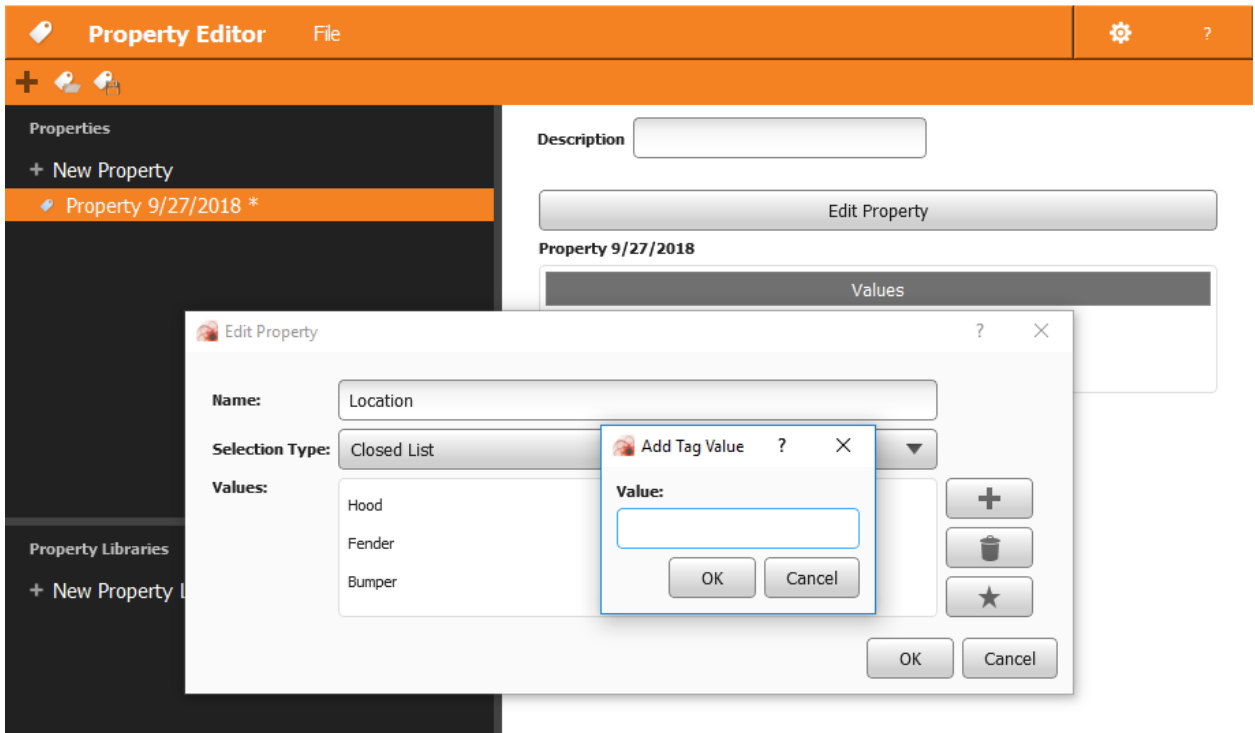 Property Editor File ?
Properties
+ New Property
Property 9/27/2018 *
Description
Edit Property
Property 9/27/2018
Values
Edit Property ?
Name: Location
Selection Type: Closed List
Values:
Hood
Fender
Bumper
Add Tag Value ?
Value:
OK Cancel
OK Cancel
Property Libraries
+ New Property L